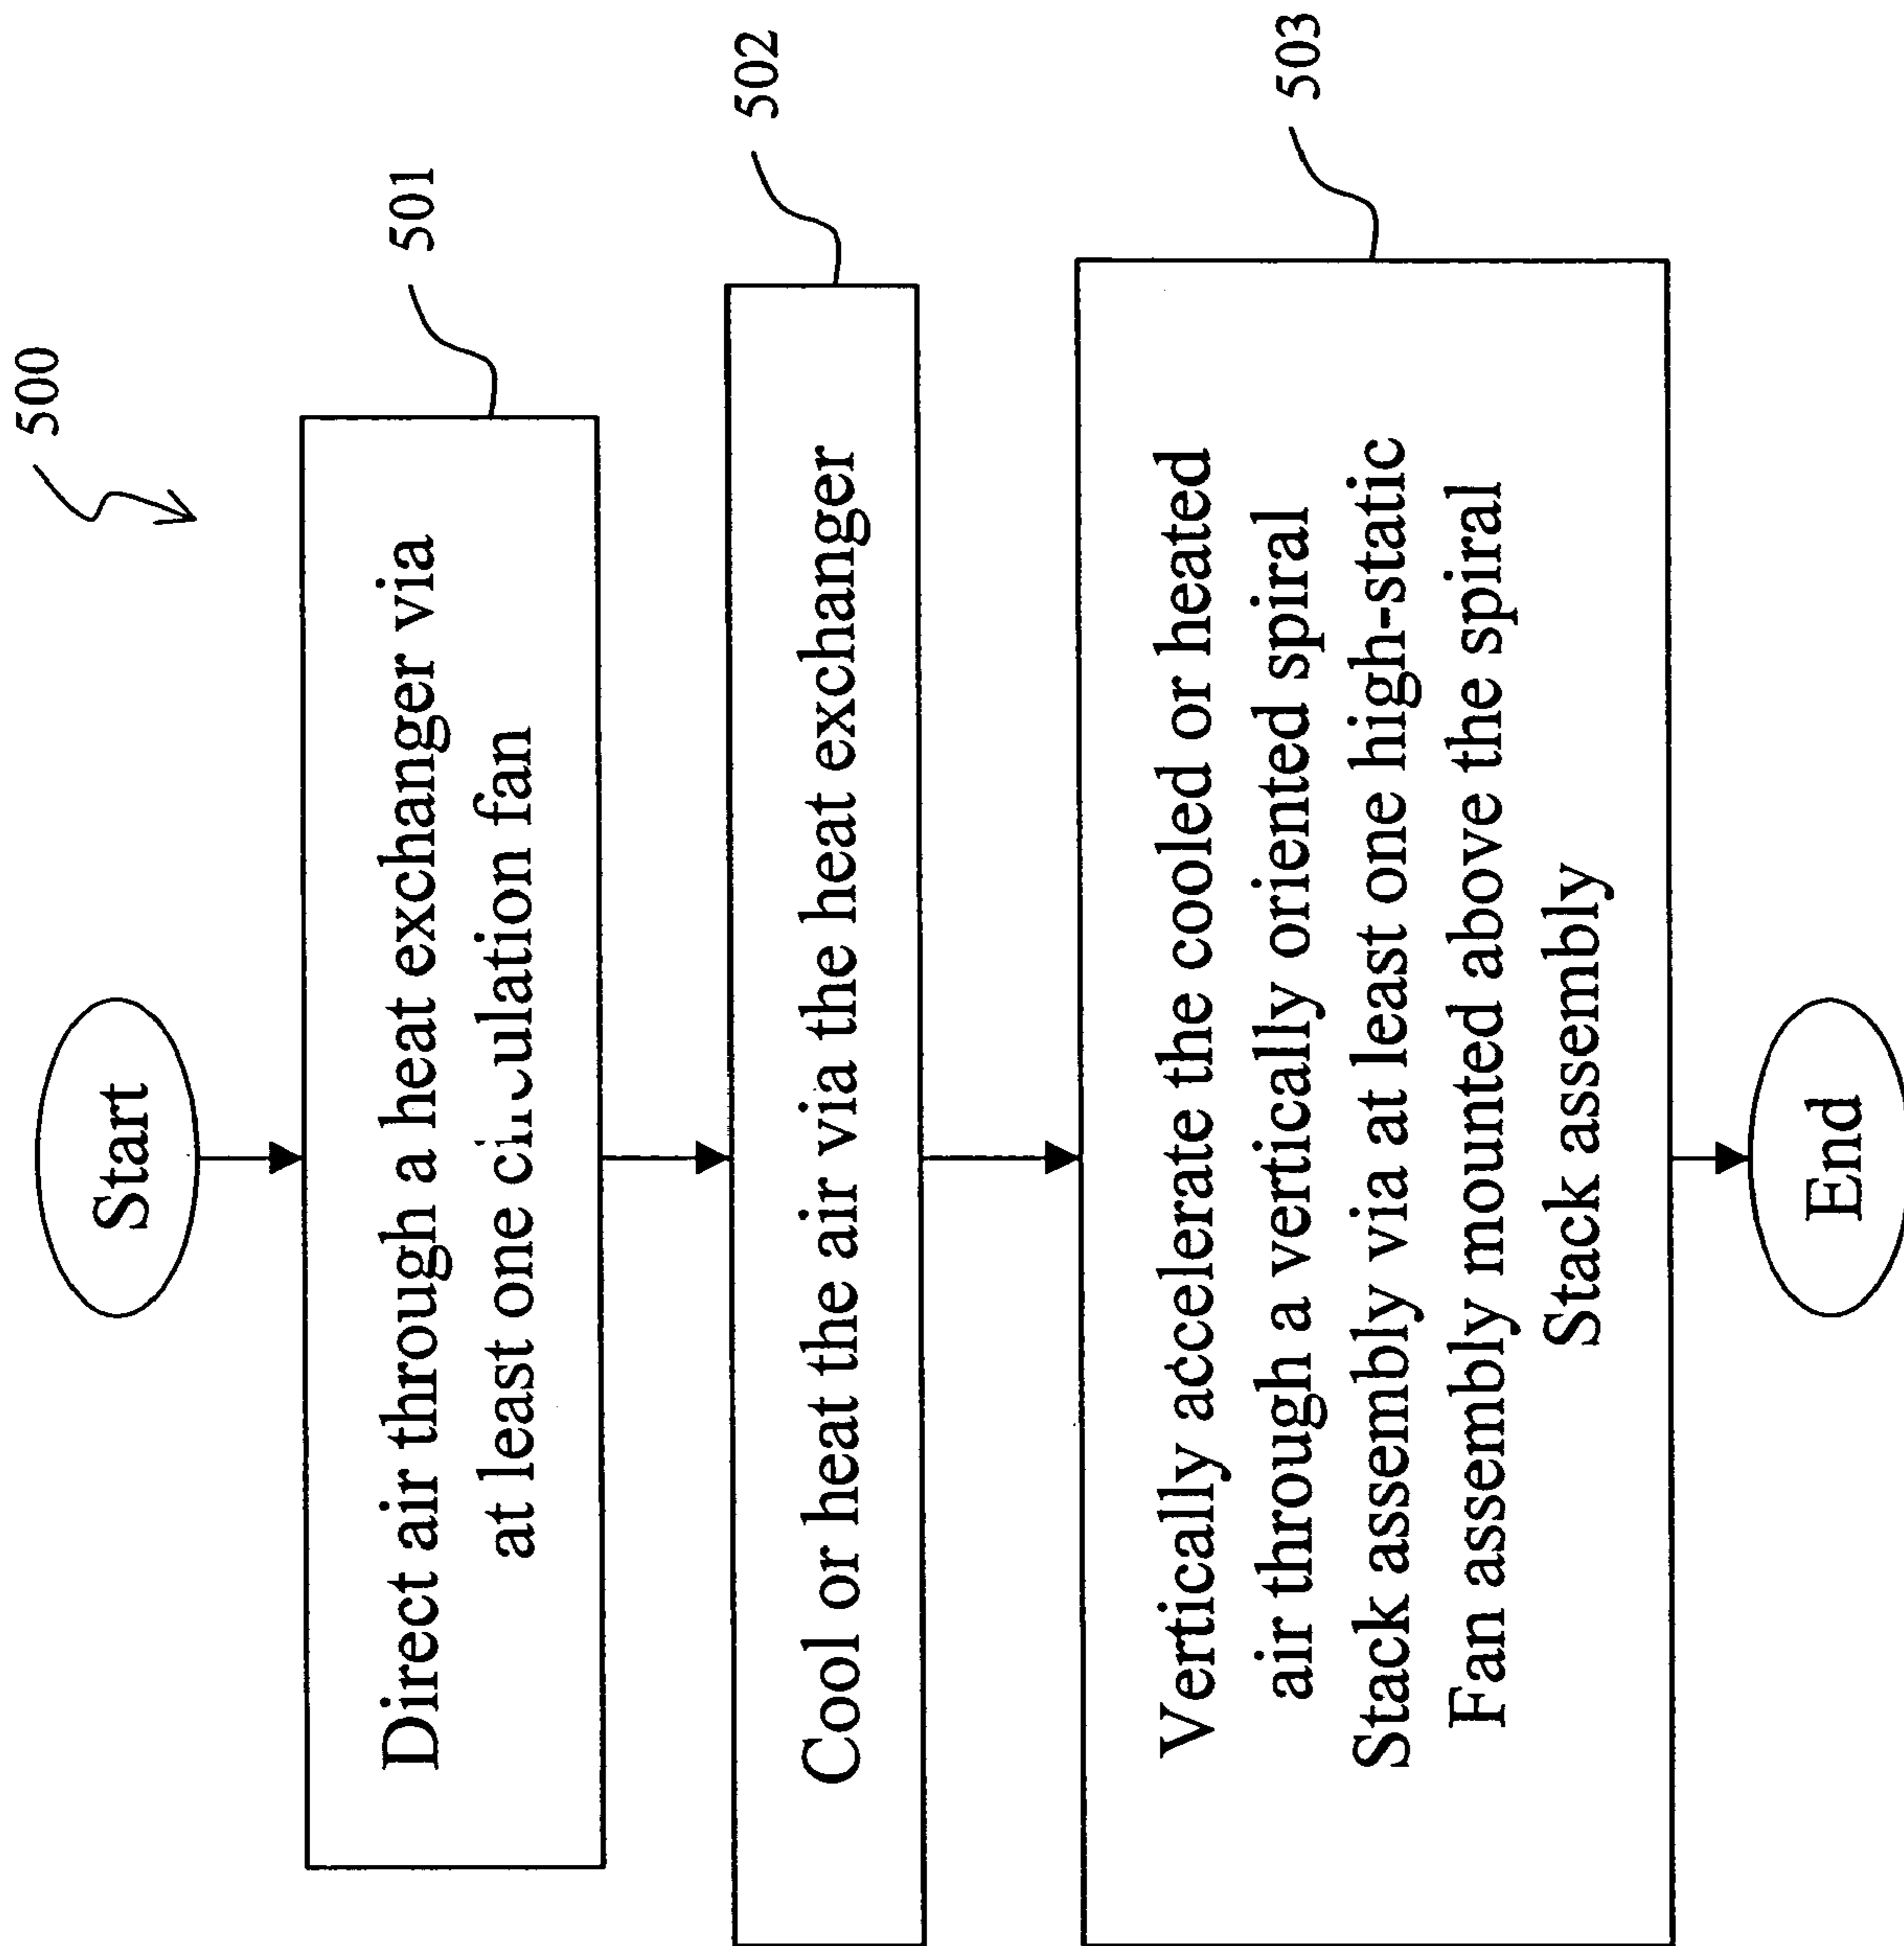 500
Start
Direct air through a heat exchanger via
at least one fan
501
Cool or heat the air via the heat exchanger
502
Vertically accelerate the cooled or heated
air through a vertically oriented spiral
Stack assembly via at least one high-static
Fan assembly mounted above the spiral
Stack assembly
503
End